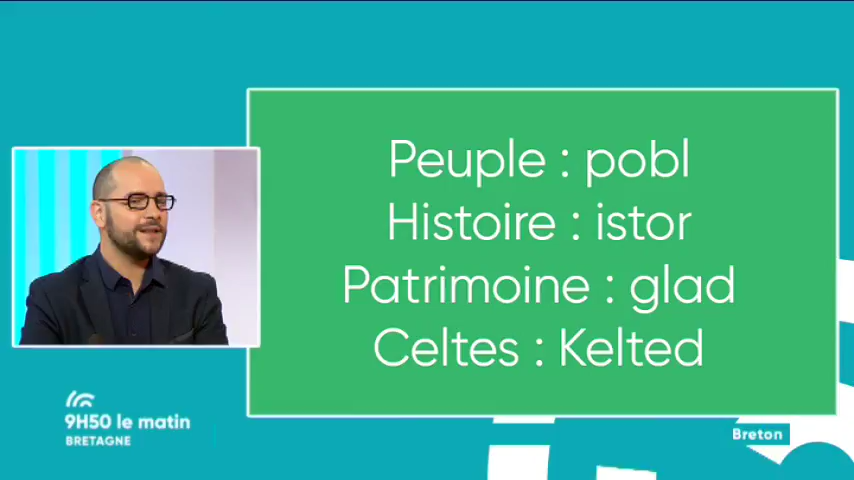 Peuple : pobl
Histoire : istor
Patrimoine : glad
Celtes : Kelted
9H50 le matin
BRETAGNE
Breton